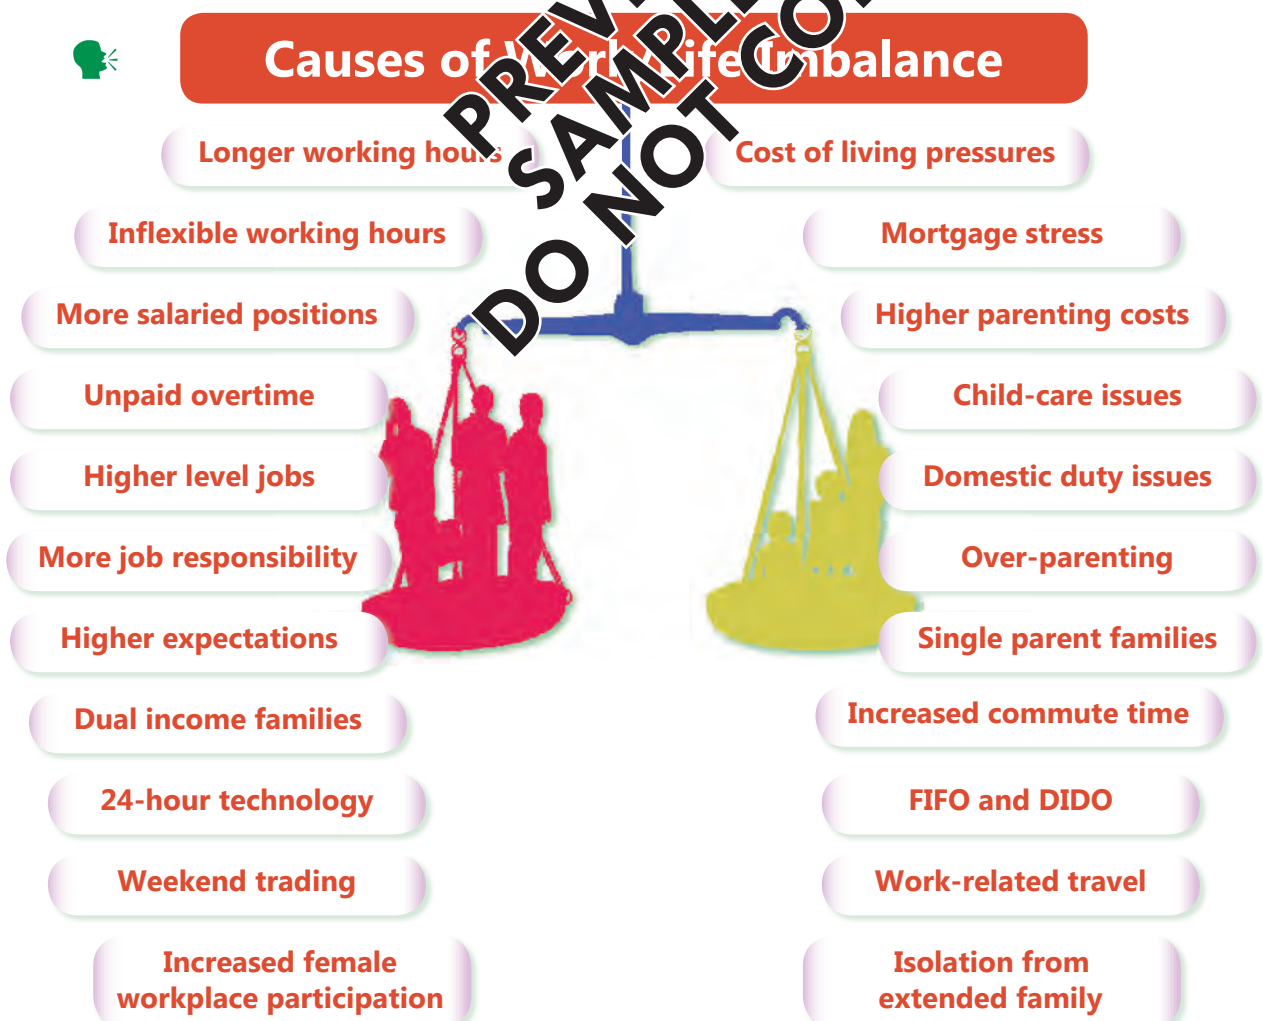 Causes of Work/Life Imbalance
PREV
SAMPLE
DO NOT CO
Longer working hours
Cost of living pressures
Inflexible working hours
Mortgage stress
More salaried positions
Higher parenting costs
Unpaid overtime
Child-care issues
Higher level jobs
Domestic duty issues
More job responsibility
Over-parenting
Higher expectations
Single parent families
Dual income families
Increased commute time
24-hour technology
FIFO and DIDO
Weekend trading
Work-related travel
Increased female
workplace participation
Isolation from
extended family